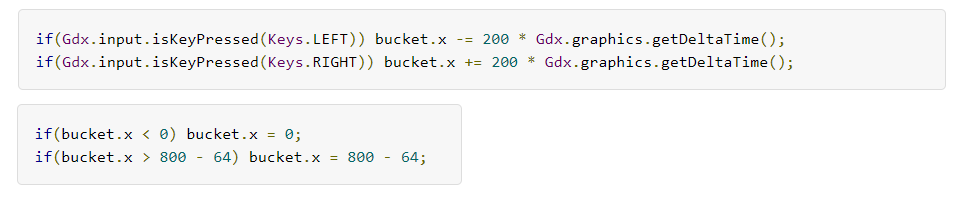 if(Gdx.input.isKeyPressed(Keys.LEFT)) bucket.x -= 200 * Gdx.graphics.getDeltaTime();
if(Gdx.input.isKeyPressed(Keys.RIGHT)) bucket.x += 200 * Gdx.graphics.getDeltaTime();
if(bucket.x < 0) bucket.x = 0;
if(bucket.x > 800 - 64) bucket.x = 800 - 64;